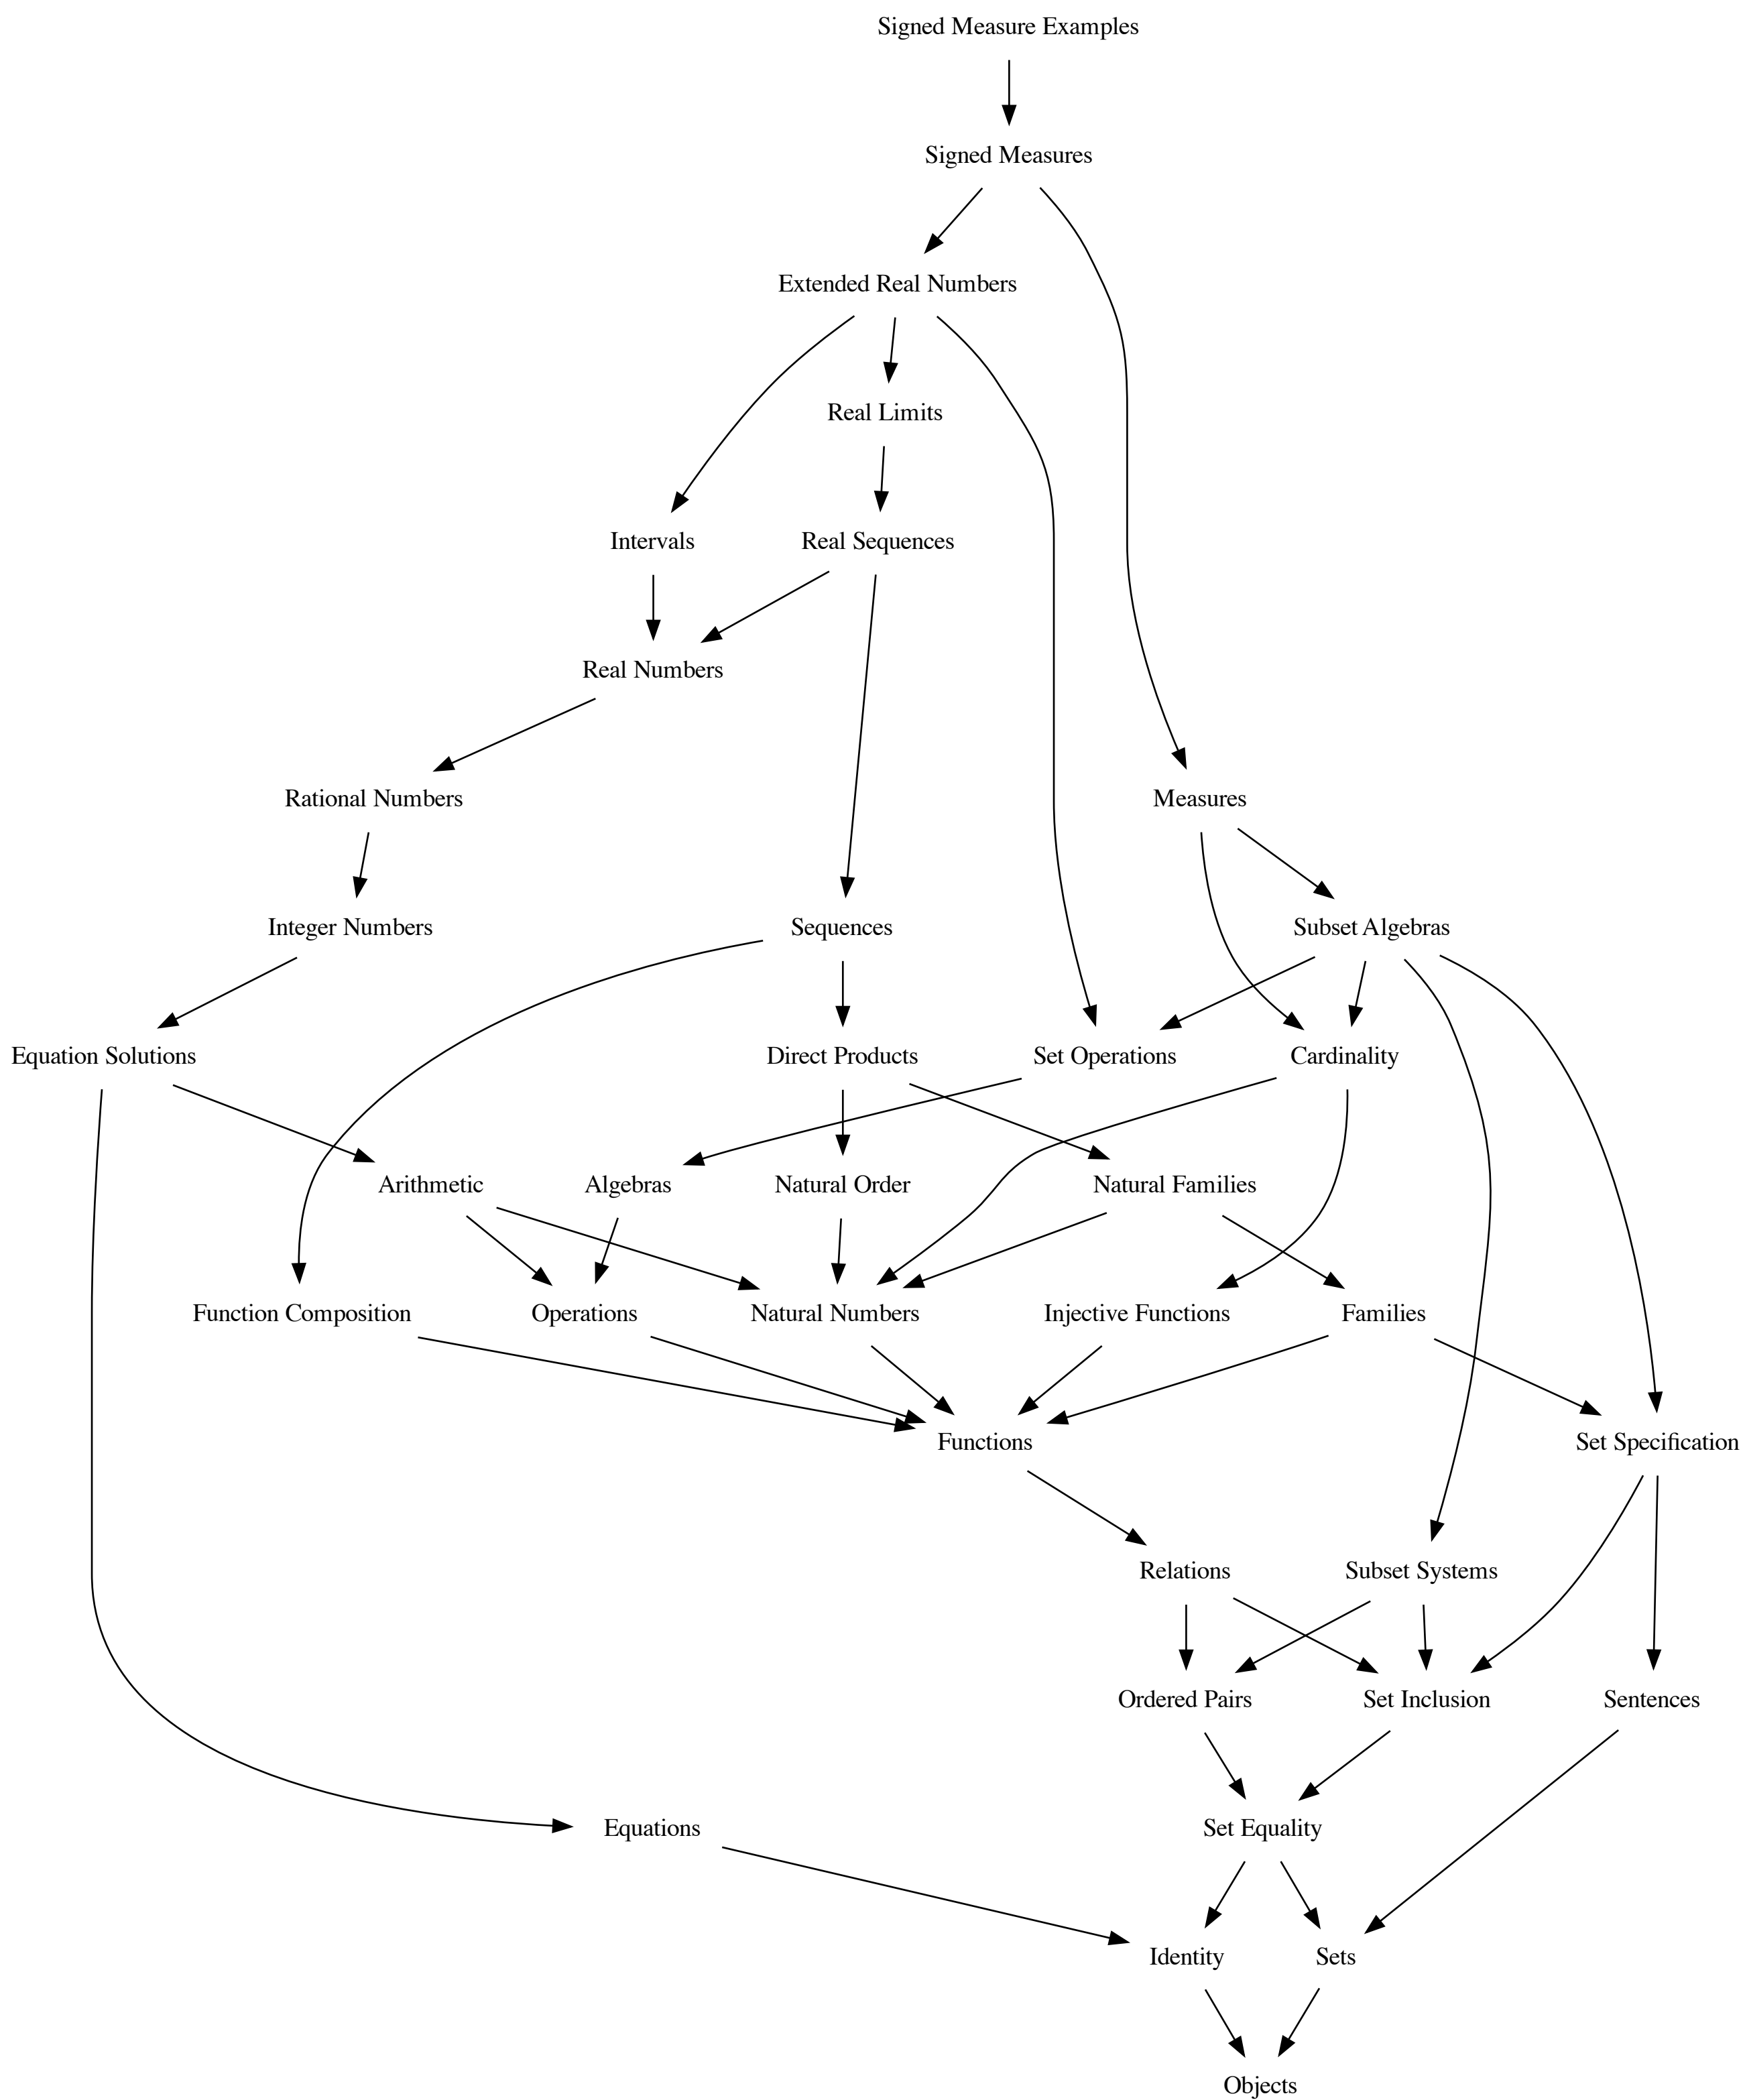 Signed Measure Examples
Signed Measures
Extended Real Numbers
Real Limits
Intervals
Real Sequences
Real Numbers
Rational Numbers
Measures
Integer Numbers
Sequences
Subset Algebras
Equation Solutions
Direct Products
Set Operations
Cardinality
Arithmetic
Algebras
Natural Order
Natural Families
Function Composition
Operations
Natural Numbers
Injective Functions
Families
Functions
Set Specification
Relations
Subset Systems
Ordered Pairs
Set Inclusion
Sentences
Equations
Set Equality
Identity
Sets
Objects